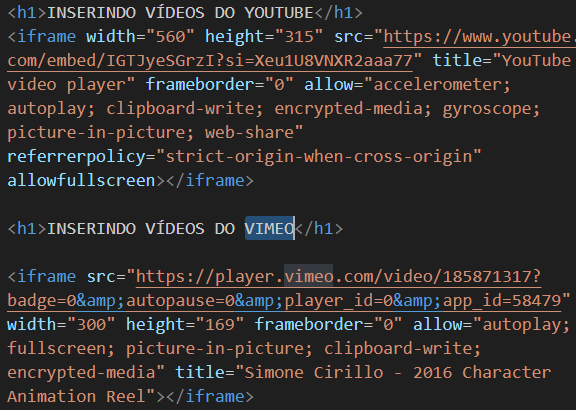 <h1>INSERINDO VÍDEOS DO YOUTUBE</h1>
<iframe width="560" height="315" src="https://www.youtube.
com/embed/IGTJyeSGrzI?si=Xeu1U8VNXR2aaa77" title="YouTube
video player" frameborder="0" allow="accelerometer;
autoplay; clipboard-write; encrypted-media; gyroscope;
picture-in-picture; web-share"
referrerpolicy="strict-origin-when-cross-origin"
allowfullscreen></iframe>
<h1>INSERINDO VÍDEOS DO VIMEO</h1>
<iframe src="https://player.vimeo.com/video/185871317?
badge=0&amp;autopause=0&amp;player_id=0&amp;app_id=58479"
width="300" height="169" frameborder="0" allow="autoplay;
fullscreen; picture-in-picture; clipboard-write;
encrypted-media" title="Simone Cirillo - 2016 Character
Animation Reel"></iframe>